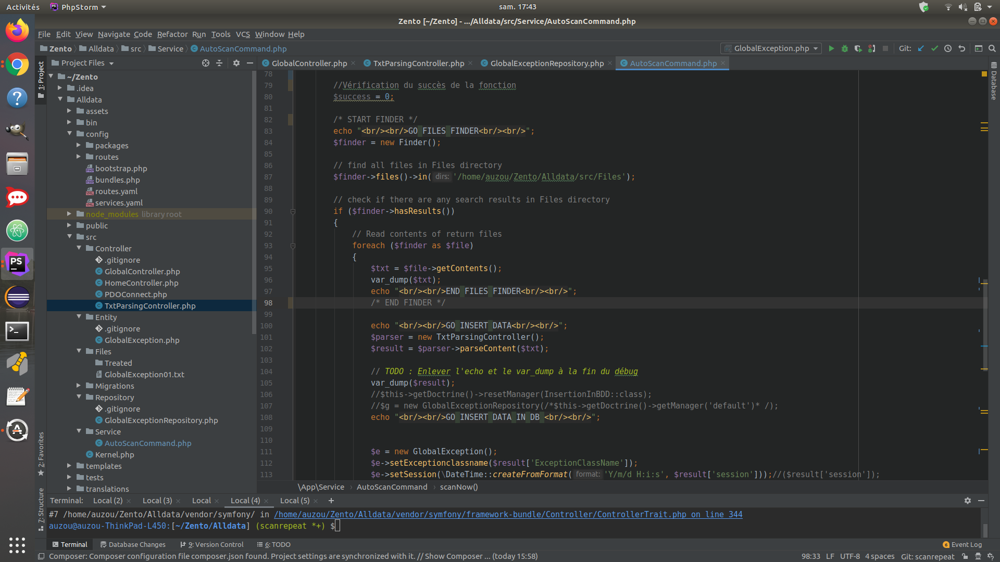 Activités PhpStorm sam. 17:43
Zento [~/Zento] - .../Alldata/src/Service/AutoScanCommand.php
File Edit View Navigate Code Refactor Run Tools VCS Window Help
Zento Alldata src Service AutoScanCommand.php GlobalException.php Git:
1: Project
Project Files
GlobalController.php TxtParsingController.php GlobalExceptionRepository.php AutoScanCommand.php
Database
~/Zento
.idea
Alldata
assets
bin
config
packages
routes
bootstrap.php
bundles.php
routes.yaml
services.yaml
node_modules library root
public
src
Controller
.gitignore
GlobalController.php
HomeController.php
PDOConnect.php
TxtParsingController.php
Entity
.gitignore
GlobalException.php
Files
Treated
GlobalException01.txt
Migrations
Repository
.gitignore
GlobalExceptionRepository.php
Service
AutoScanCommand.php
Kernel.php
templates
tests
translations
2: Favorites
7: Structure
78
79 //Vérification du succès de la fonction
80 $success = 0;
81
82 /* START FINDER */
83 echo "<br/><br/>GO FILES FINDER<br/><br/>";
84 $finder = new Finder();
85
86 // find all files in Files directory
87 $finder->files()->in( dirs: '/home/auzou/Zento/Alldata/src/Files');
88
89 // check if there are any search results in Files directory
90 if ($finder->hasResults())
91 {
92 // Read contents of return files
93 foreach ($finder as $file)
94 {
95 $txt = $file->getContents();
96 var_dump($txt);
97 echo "<br/><br/>END FILES FINDER<br/><br/>";
98 /* END FINDER */
99
100 echo "<br/><br/>GO INSERT DATA<br/><br/>";
101 $parser = new TxtParsingController();
102 $result = $parser->parseContent($txt);
103
104 // TODO : Enlever l'echo et le var_dump à la fin du débug
105 var_dump($result);
106 //$this->getDoctrine()->resetManager(InsertionInBDD::class);
107 //$g = new GlobalExceptionRepository(/*$this->getDoctrine()->getManager('default')* /);
108 echo "<br/><br/>GO INSERT DATA IN DB <br/><br/>";
109
110
111 $e = new GlobalException();
112 $e->setExceptionclassname($result['ExceptionClassName']);
113 $e->setSession(\DateTime::createFromFormat( format: 'Y/m/d H:i:s', $result['session']));//($result['session']);
\App\Service › AutoScanCommand › scanNow()
Terminal: Local (2) Local (3) Local Local (4) Local (5) +
#7 /home/auzou/Zento/Alldata/vendor/symfony/ in /home/auzou/Zento/Alldata/vendor/symfony/framework-bundle/Controller/ControllerTrait.php on line 344
auzou@auzou-ThinkPad-L450:[~/Zento/Alldata] (scanrepeat *+) $
Terminal Database Changes 9: Version Control 6: TODO 6 Event Log
Composer: Composer configuration file composer.json found. Project settings are synchronized with it. // Show Composer ... (today 15:58) 98:33 LF UTF-8 4 spaces Git: scanrepeat